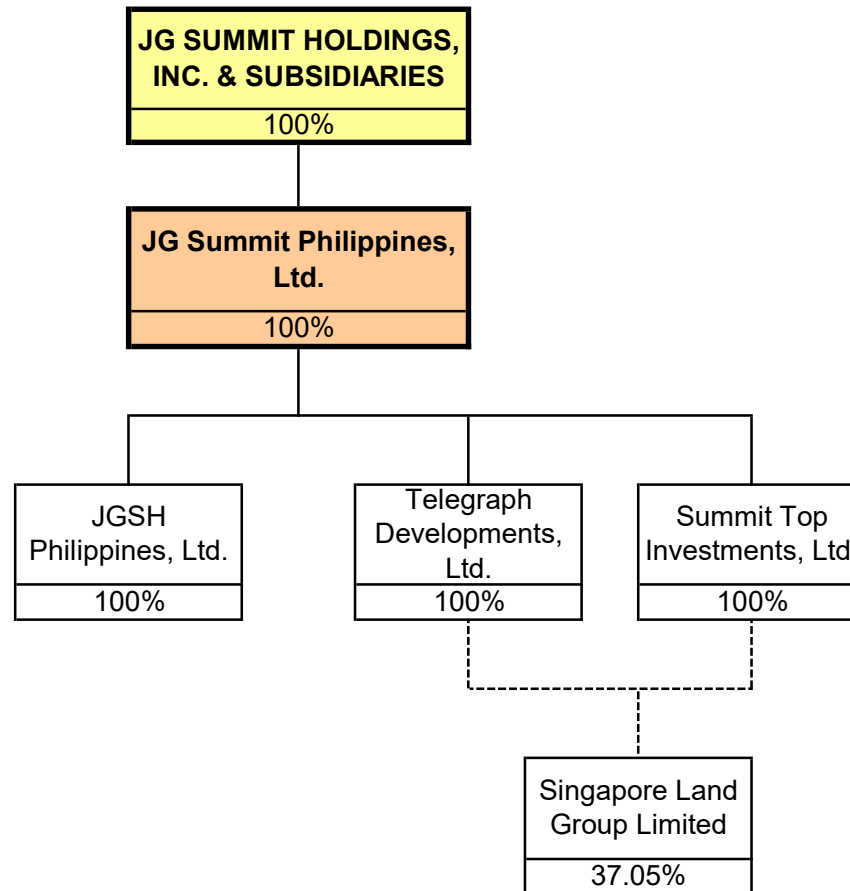 JG SUMMIT HOLDINGS,
INC. & SUBSIDIARIES
100%
JG Summit Philippines,
Ltd.
100%
JGSH
Philippines, Ltd.
100%
Telegraph
Developments,
Ltd.
100%
Summit Top
Investments, Ltd
100%
Singapore Land
Group Limited
37.05%